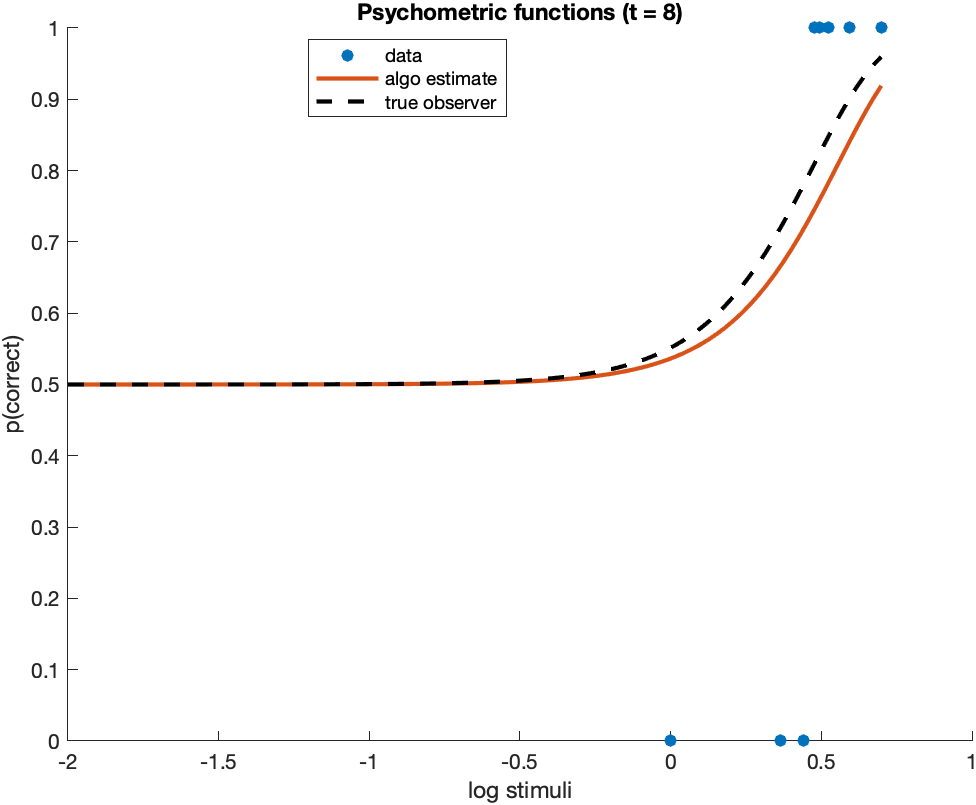 Psychometric functions (t = 8)
data
algo estimate
true observer
p(correct)
1
0.9
0.8
0.7
0.6
0.5
0.4
0.3
0.2
0.1
0
-2 -1.5 -1 -0.5 0 0.5 1
log stimuli